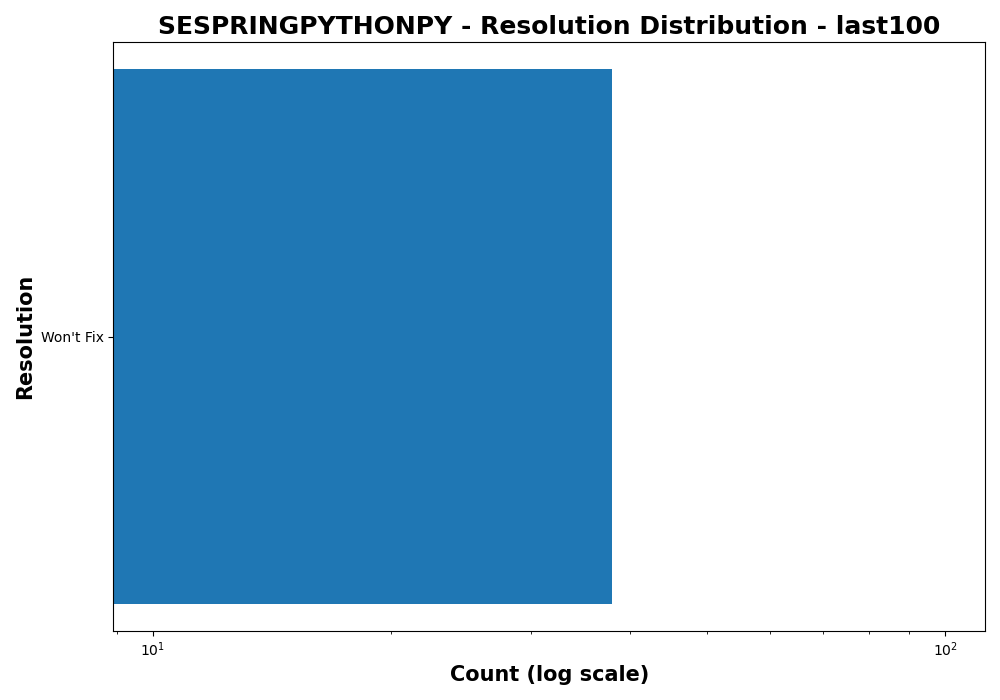 SESPRINGPYTHONPY - Resolution Distribution - last100
Resolution
Won't Fix
10¹ 10²
Count (log scale)